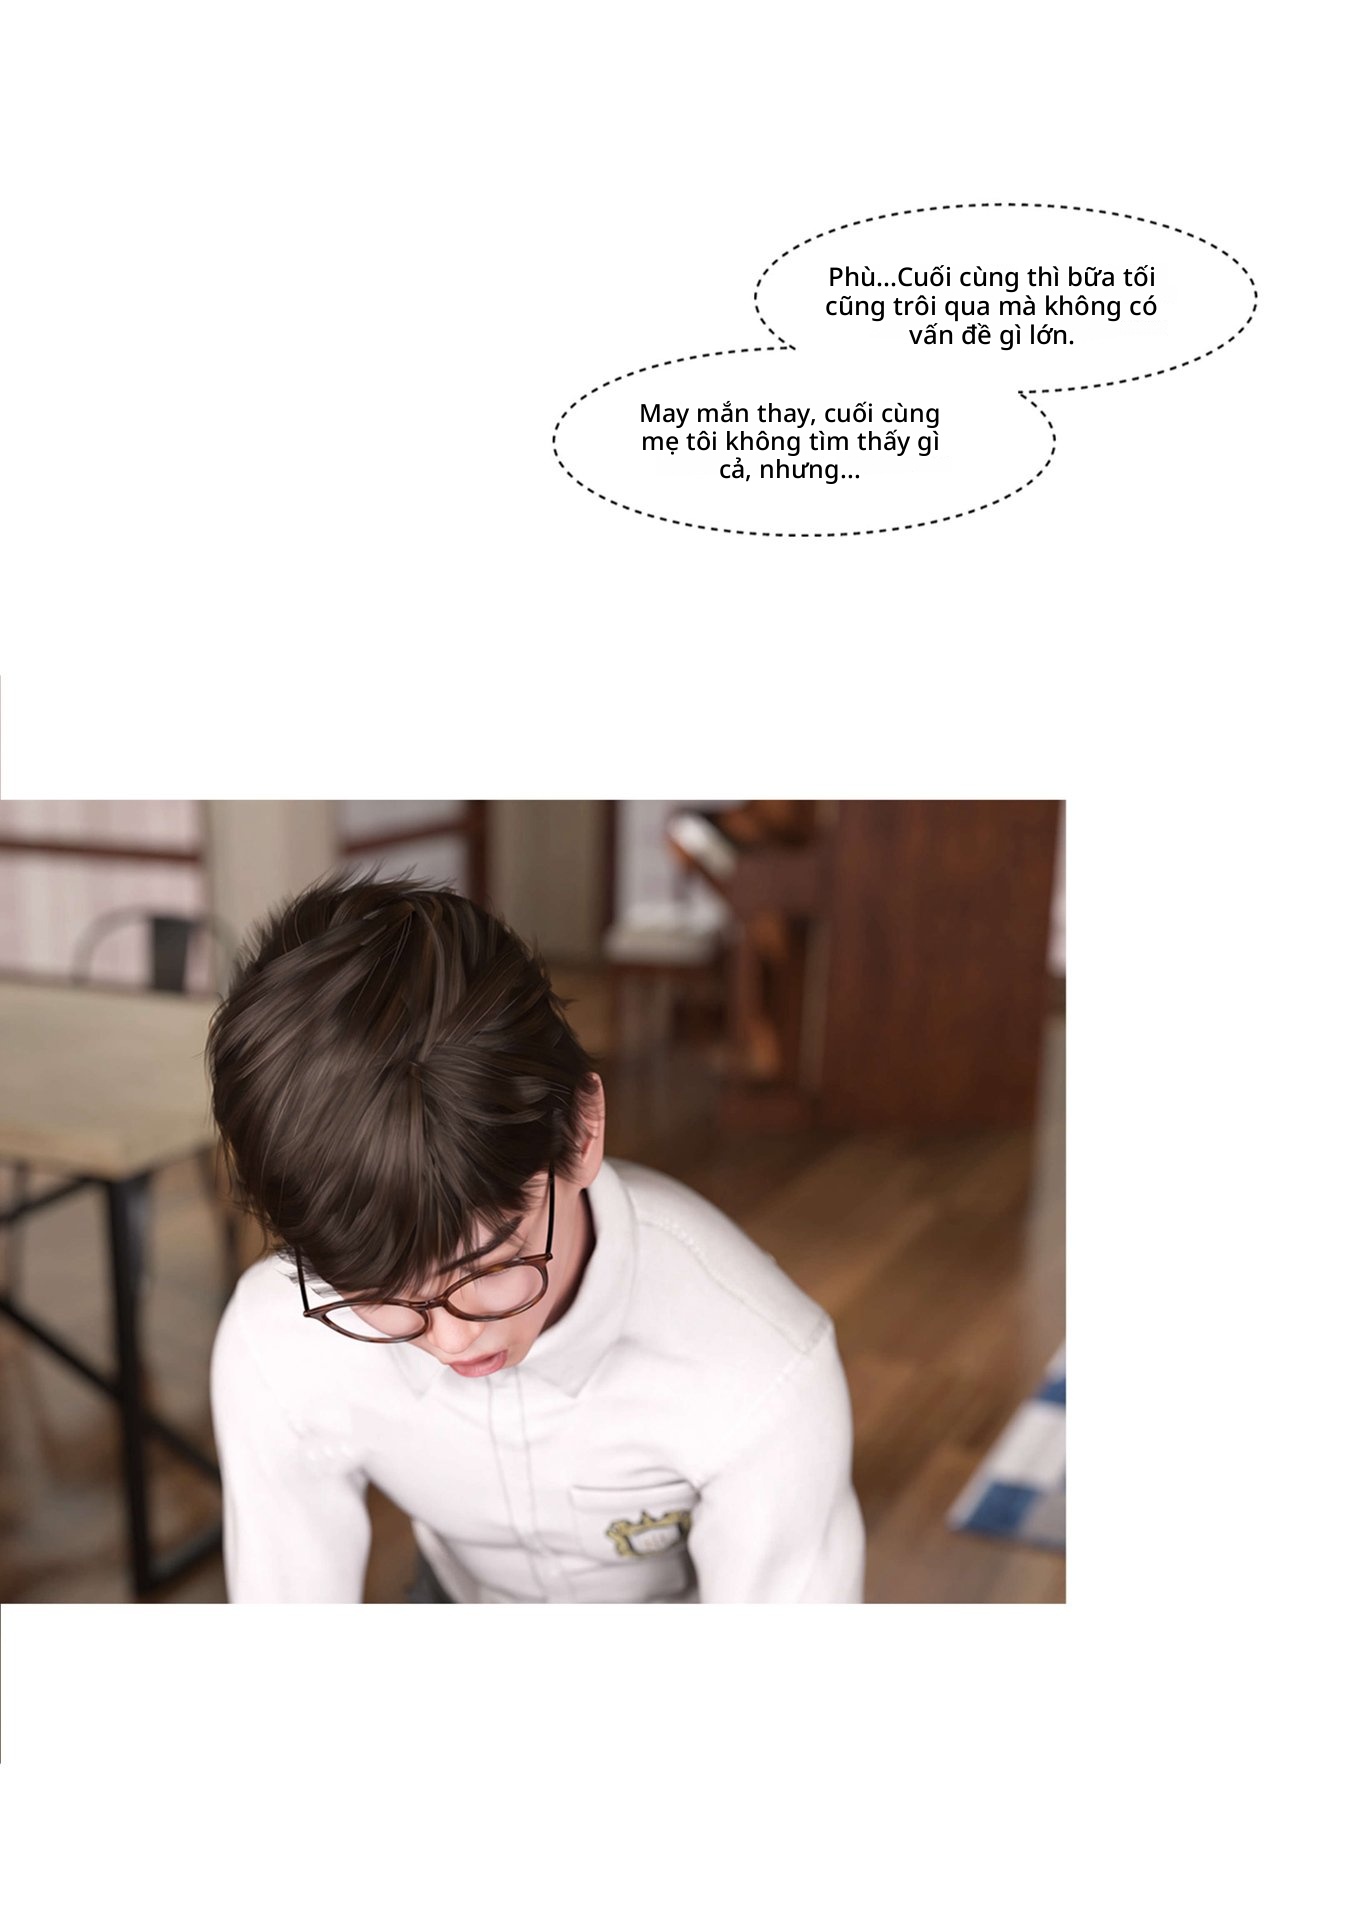 Phù...Cuối cùng thì bữa tối
cũng trôi qua mà không có
vấn đề gì lớn.
May mắn thay, cuối cùng
mẹ tôi không tìm thấy gì
cả, nhưng...